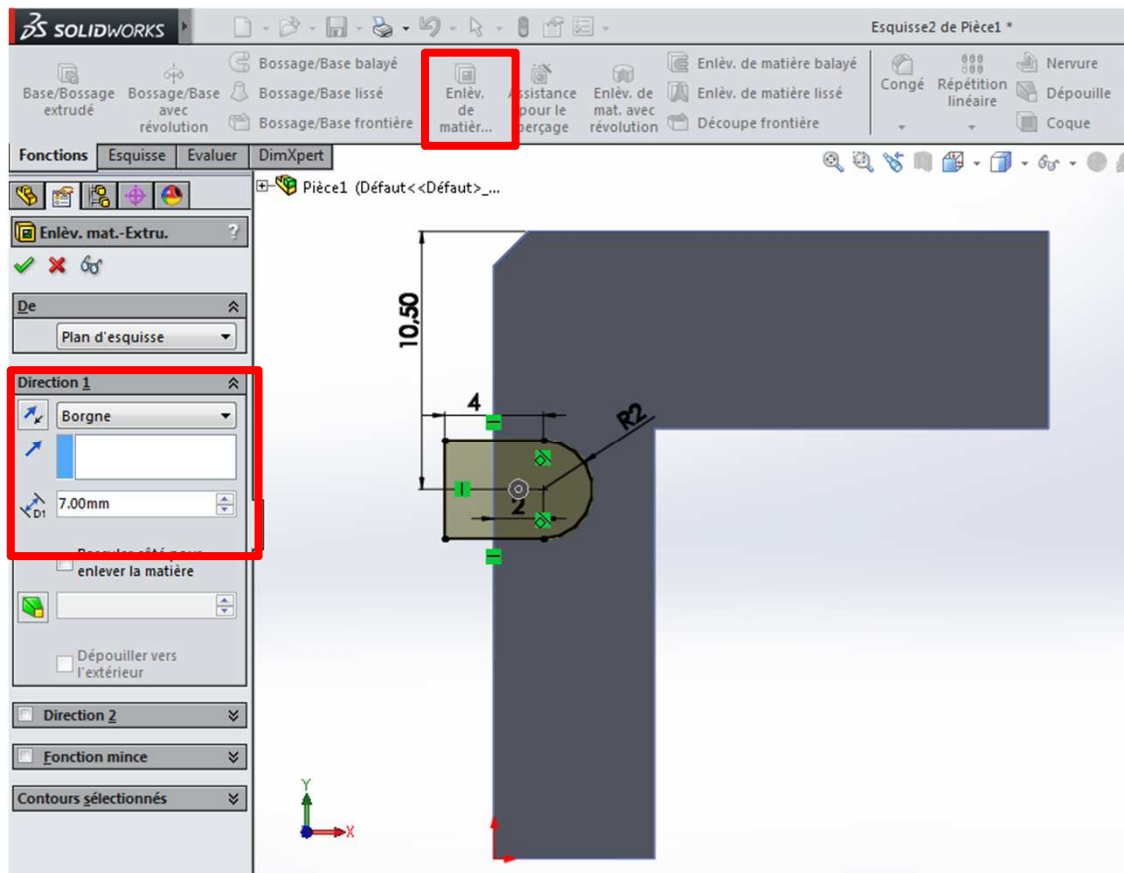 SOLIDWORKS
Esquisse2 de Pièce1 *
Base/Bossage
extrudé
Bossage/Base
avec
révolution
Bossage/Base balayé
Bossage/Base lissé
Bossage/Base frontière
Enlèv.
de
matièr...
Assistance
pour le
perçage
Enlèv. de
mat. avec
révolution
Enlèv. de matière balayé
Enlèv. de matière lissé
Découpe frontière
Congé
Répétition
linéaire
Nervure
Dépouille
Coque
Fonctions
Esquisse
Evaluer
DimXpert
Pièce1 (Défaut<<Défaut>_...
Enlèv. mat.-Extru.
?
De
Plan d'esquisse
Direction 1
Borgne
D1
7.00mm
enlever la matière
Dépouiller vers
l'extérieur
Direction 2
Fonction mince
Contours sélectionnés
10,50
4
R2
2
Y
X